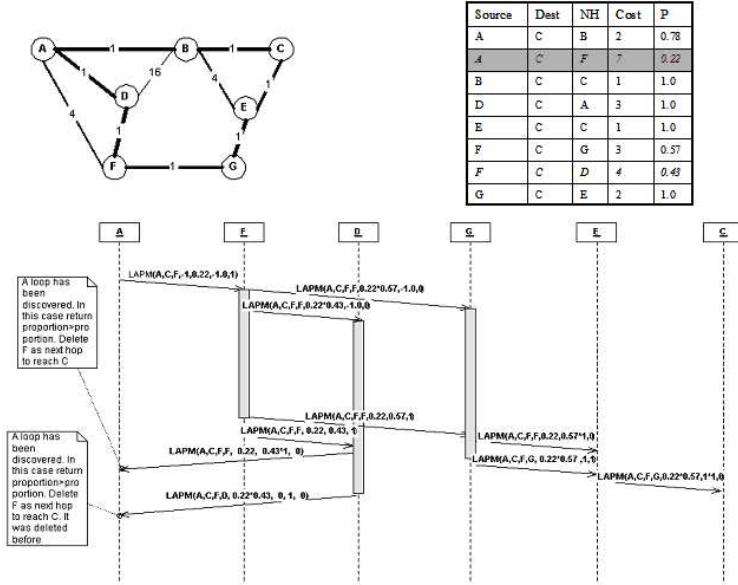 A
1
B
1
C
1
16
4
1
D
E
4
1
1
F
1
G
Source Dest NH Cost P
A C B 2 0.78
A C F 7 0.22
B C C 1 1.0
D C A 3 1.0
E C C 1 1.0
F C G 3 0.57
F C D 4 0.43
G C E 2 1.0
A F D G E C
LAPM(A,C,F,-1,0.22,-1.0,1)
LAPM(A,C,F,F,0.22*0.57,-1.0,0)
LAPM(A,C,F,F,0.22*0.43,-1.0,0)
A loop has
been
discovered. In
this case return
proportion>pro
portion. Delete
F as next hop
to reach C
LAPM(A,C,F,F,0.22,0.57,1)
LAPM(A,C,F,F, 0.22, 0.43, 1)
LAPM(A,C,F,F,0.22,0.57*1,0)
LAPM(A,C,F,F, 0.22, 0.43*1, 0)
LAPM(A,C,F,G, 0.22*0.57 ,1,1)
LAPM(A,C,F,G,0.22*0.57,1*1,0)
LAPM(A,C,F,D, 0.22*0.43, 0, 1, 0)
A loop has
been
discovered. In
this case return
proportion>pro
portion. Delete
F as next hop
to reach C. It
was deleted
before